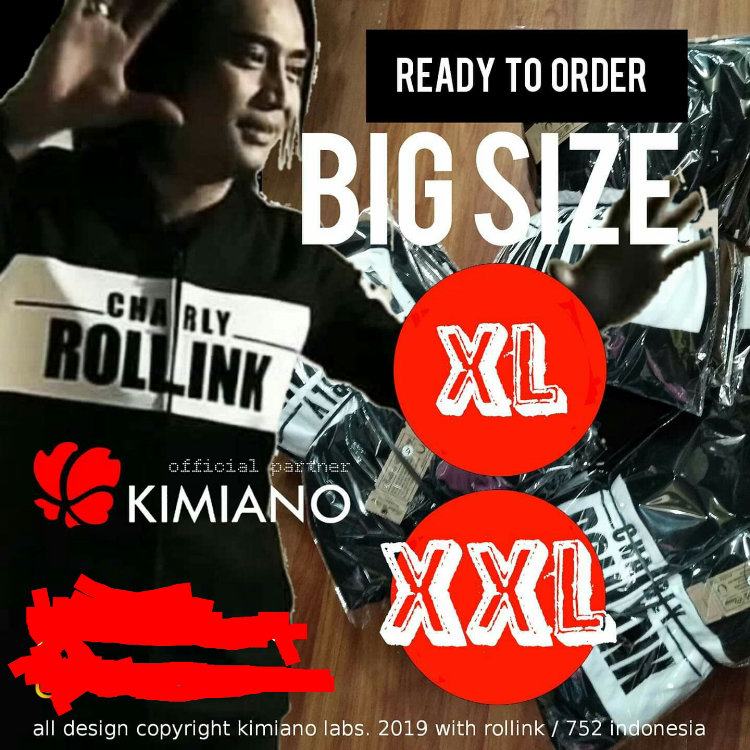 READY TO ORDER
BIG SIZE
CHARLY
ROLLINK
XL
official partner
KIMIANO
XXL
CHARLY
all design copyright kimiano labs. 2019 with rollink / 752 indonesia